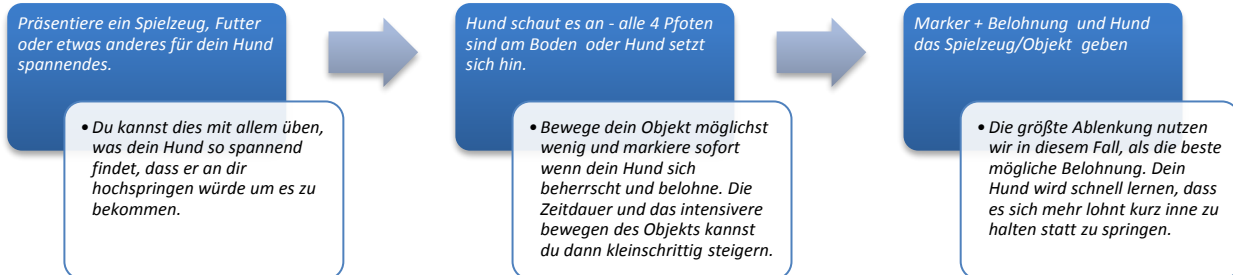 Präsentiere ein Spielzeug, Futter
oder etwas anderes für dein Hund
spannendes.
• Du kannst dies mit allem üben,
was dein Hund so spannend
findet, dass er an dir
hochspringen würde um es zu
bekommen.
Hund schaut es an - alle 4 Pfoten
sind am Boden oder Hund setzt
sich hin.
• Bewege dein Objekt möglichst
wenig und markiere sofort
wenn dein Hund sich
beherrscht und belohne. Die
Zeitdauer und das intensivere
bewegen des Objekts kannst
du dann kleinschrittig steigern.
Marker + Belohnung und Hund
das Spielzeug/Objekt geben
• Die größte Ablenkung nutzen
wir in diesem Fall, als die beste
mögliche Belohnung. Dein
Hund wird schnell lernen, dass
es sich mehr lohnt kurz inne zu
halten statt zu springen.